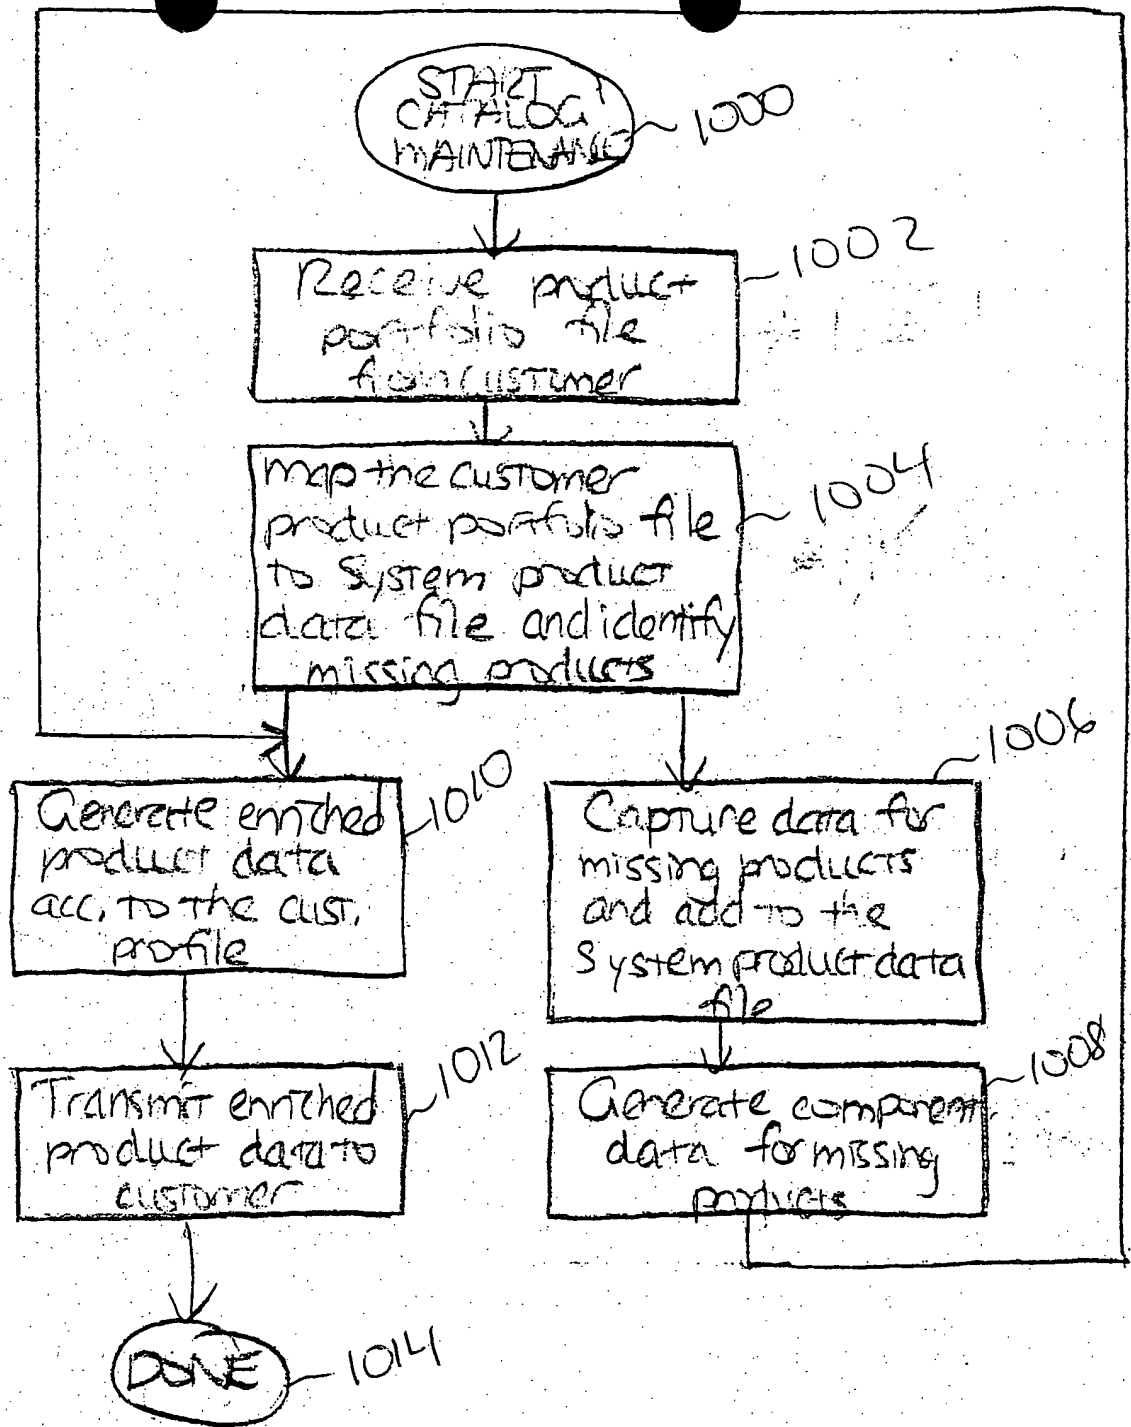 START
CATALOG
MAINTENANCE
1000
Receive product
portfolio file
from customer
1002
map the customer
product portfolio file
to System product
data file and identify
missing products
1004
Generate enriched
product data
acc. to the cust.
profile
1010
Capture data for
missing products
and add to the
System product data
file
1006
Transmit enriched
product data to
customer
1012
Generate component
data for missing
products
1008
DONE
1014